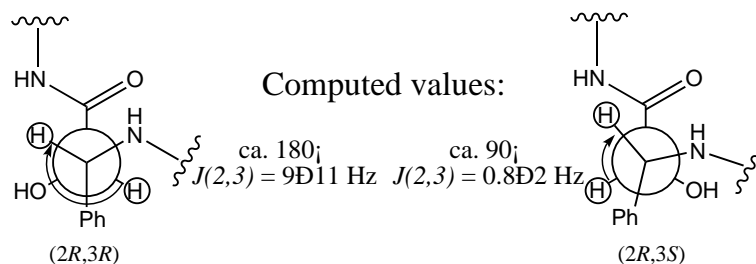 HN
O
Computed values:
HN
O
H
H
N
ca. 180¡
ca. 90¡
H
H
N
HO
H
J(2,3) = 9Ð11 Hz
J(2,3) = 0.8Ð2 Hz
H
OH
Ph
Ph
(2R,3R)
(2R,3S)